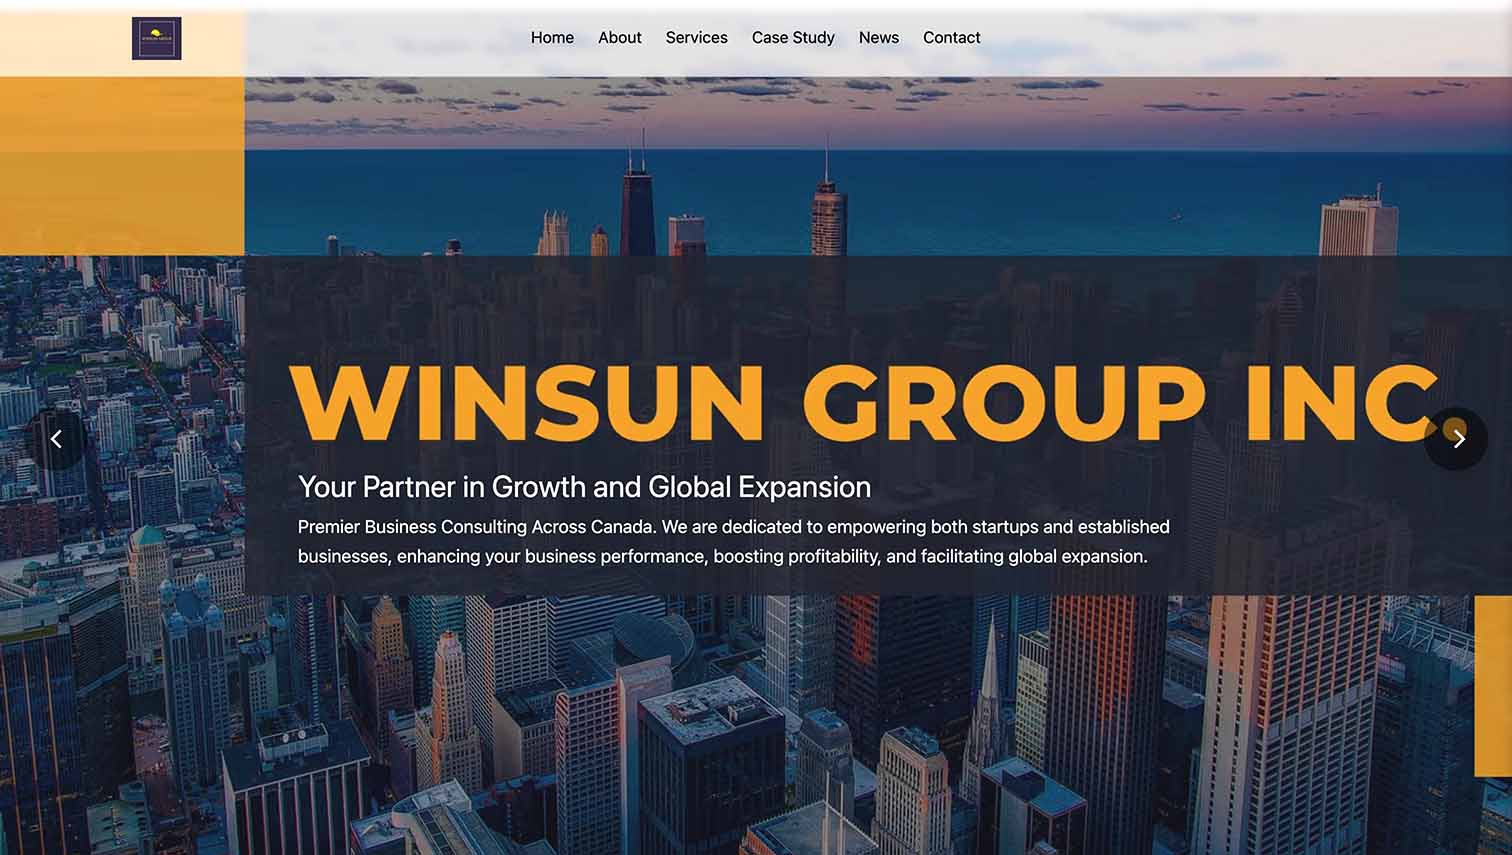 WINSUN GROUP
Home About Services Case Study News Contact
WINSUN GROUP INC
Your Partner in Growth and Global Expansion
Premier Business Consulting Across Canada. We are dedicated to empowering both startups and established
businesses, enhancing your business performance, boosting profitability, and facilitating global expansion.